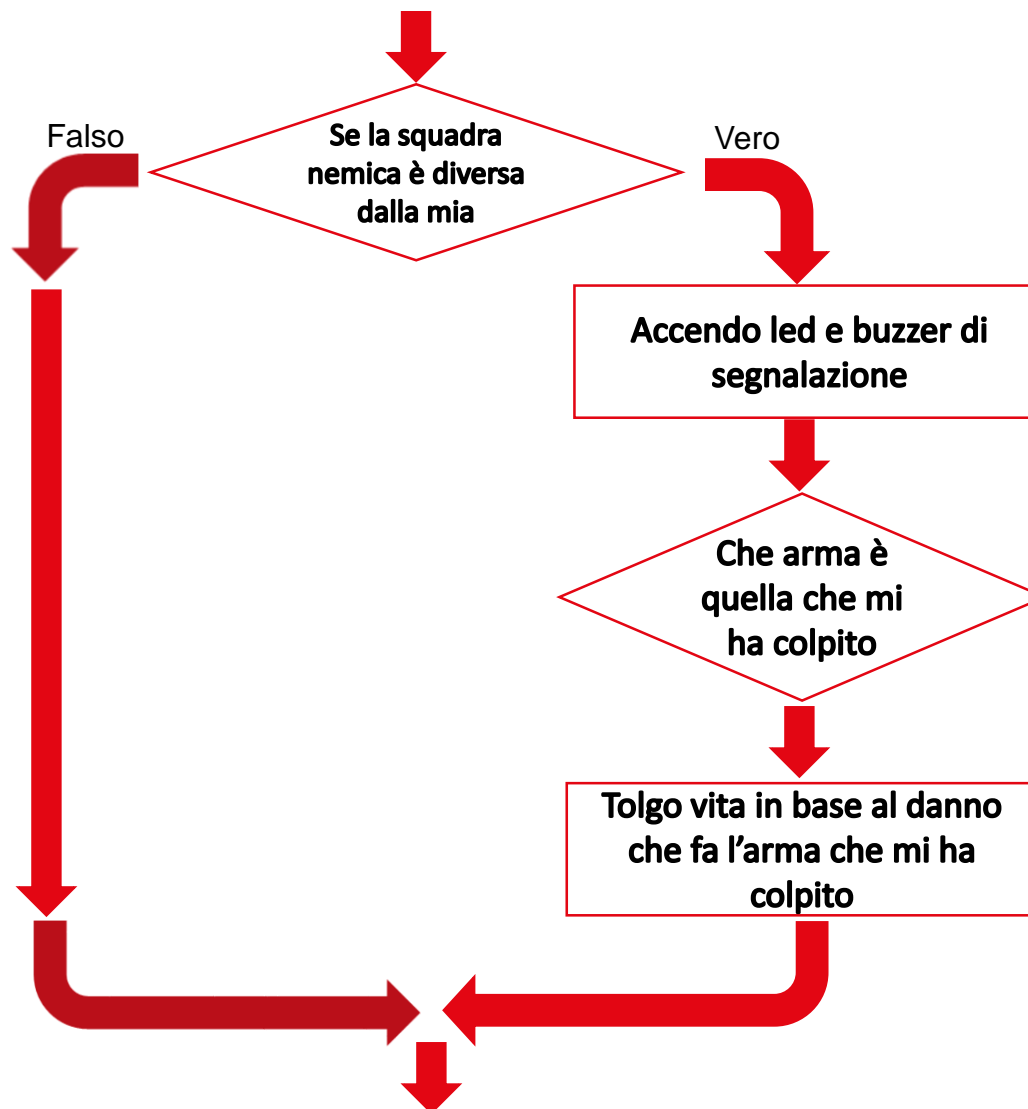 Se la squadra
nemica è diversa
dalla mia
Falso
Vero
Accendo led e buzzer di
segnalazione
Che arma è
quella che mi
ha colpito
Tolgo vita in base al danno
che fa l’arma che mi ha
colpito